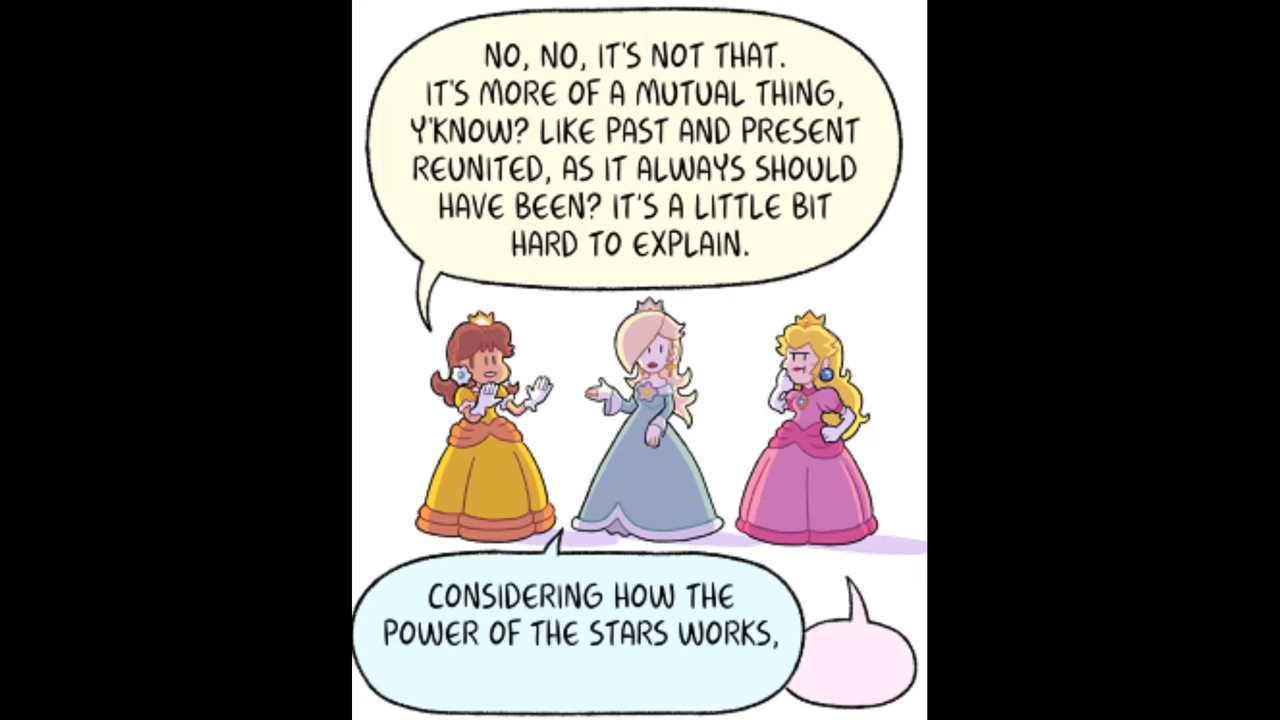 NO, NO, IT'S NOT THAT.
IT'S MORE OF A MUTUAL THING,
Y'KNOW? LIKE PAST AND PRESENT
REUNITED, AS IT ALWAYS SHOULD
HAVE BEEN? IT'S A LITTLE BIT
HARD TO EXPLAIN.
CONSIDERING HOW THE
POWER OF THE STARS WORKS,